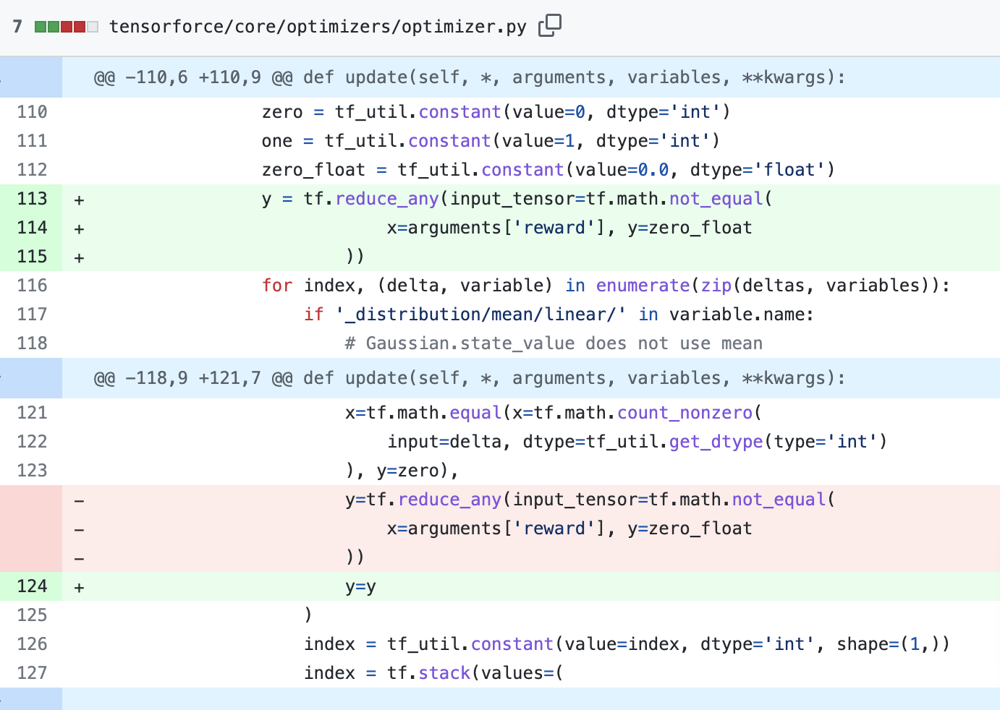 7 tensorforce/core/optimizers/optimizer.py
@@ -110,6 +110,9 @@ def update(self, *, arguments, variables, **kwargs):
110 zero = tf_util.constant(value=0, dtype='int')
111 one = tf_util.constant(value=1, dtype='int')
112 zero_float = tf_util.constant(value=0.0, dtype='float')
113 + y = tf.reduce_any(input_tensor=tf.math.not_equal(
114 + x=arguments['reward'], y=zero_float
115 + ))
116 for index, (delta, variable) in enumerate(zip(deltas, variables)):
117 if '_distribution/mean/linear/' in variable.name:
118 # Gaussian.state_value does not use mean
@@ -118,9 +121,7 @@ def update(self, *, arguments, variables, **kwargs):
121 x=tf.math.equal(x=tf.math.count_nonzero(
122 input=delta, dtype=tf_util.get_dtype(type='int')
123 ), y=zero),
− y=tf.reduce_any(input_tensor=tf.math.not_equal(
− x=arguments['reward'], y=zero_float
− ))
124 + y=y
125 )
126 index = tf_util.constant(value=index, dtype='int', shape=(1,))
127 index = tf.stack(values=(